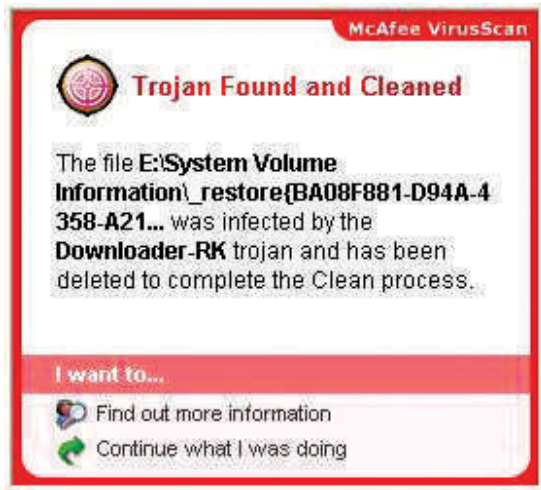 McAfee VirusScan
Trojan Found and Cleaned
The file E:\System Volume
Information\_restore{BA08F881-D94A-4
358-A21... was infected by the
Downloader-RK trojan and has been
deleted to complete the Clean process.
I want to...
Find out more information
Continue what I was doing